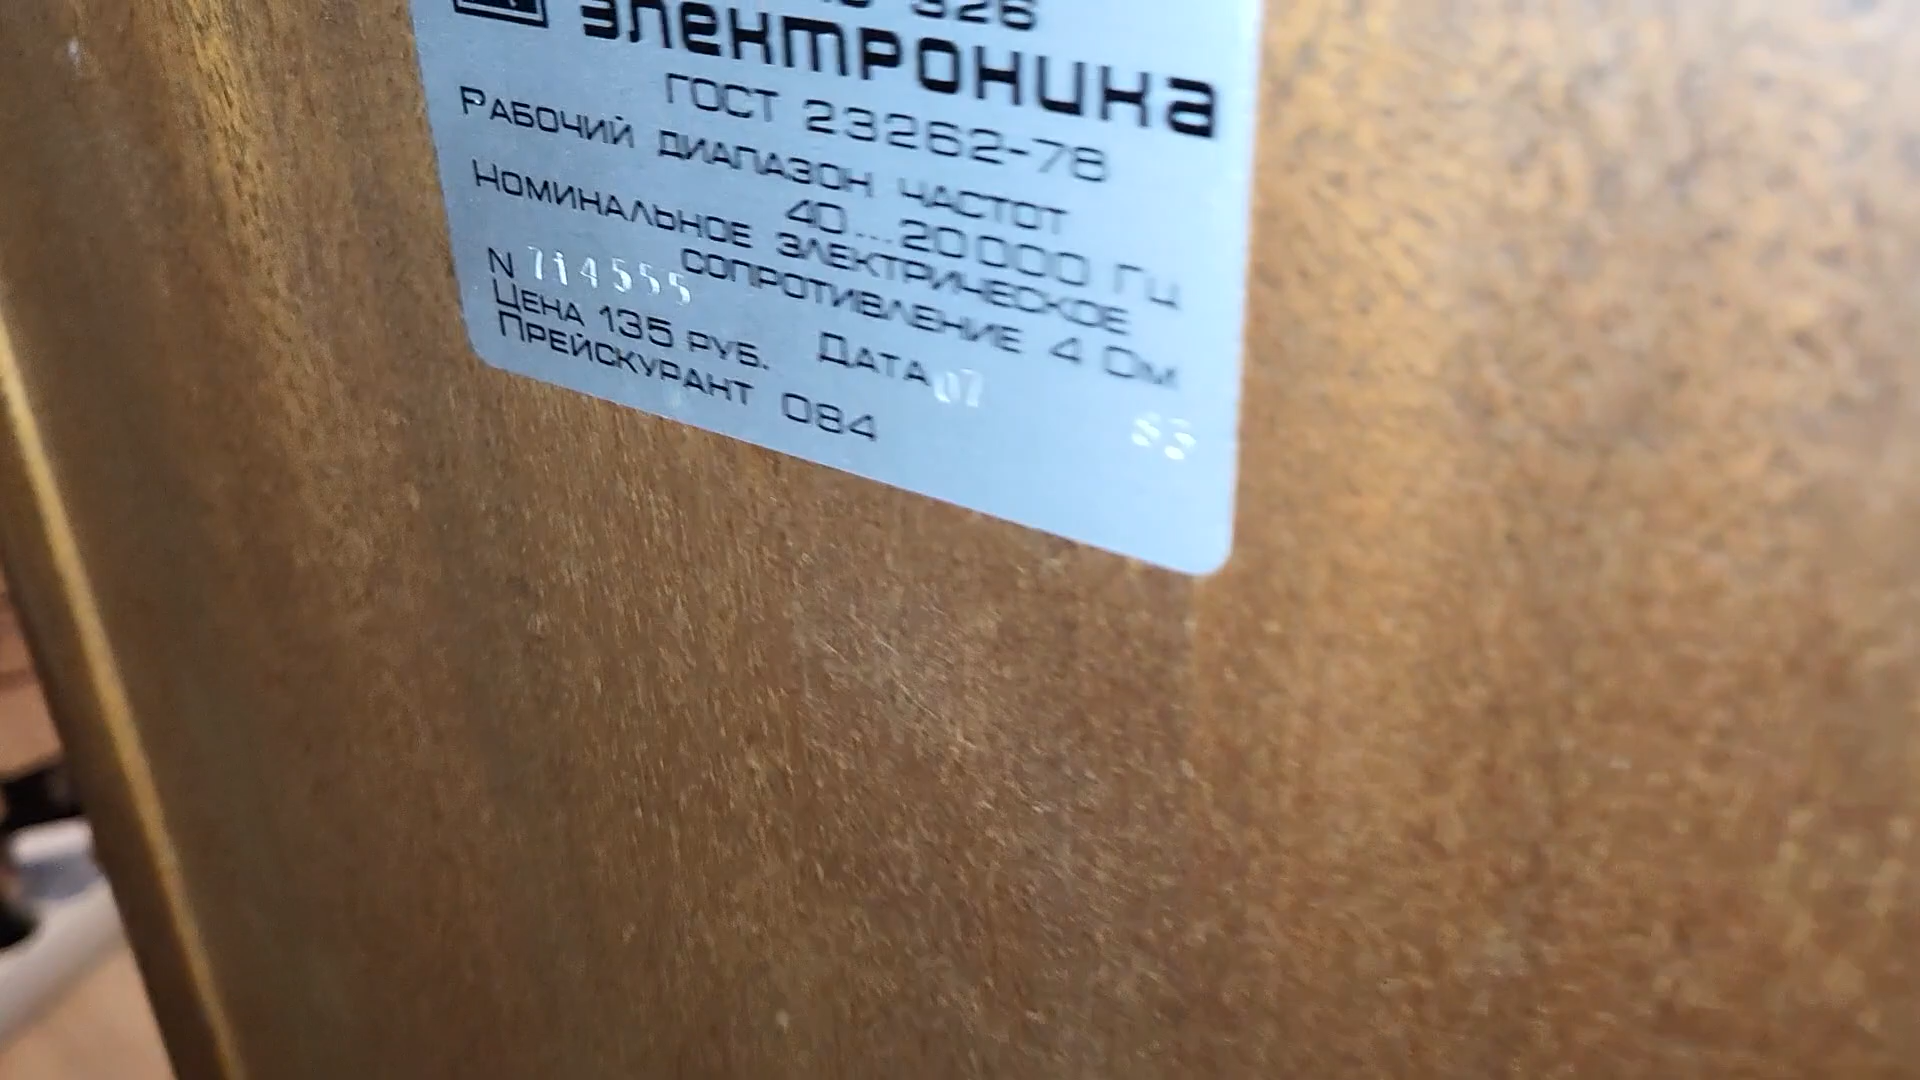 326
Электроника
ГОСТ 23262-78
Рабочий диапазон частот
40...20000 Гц
Номинальное электрическое
сопротивление 4 Ом
N 714555
Дата 07
Цена 135 руб.
Прейскурант 084